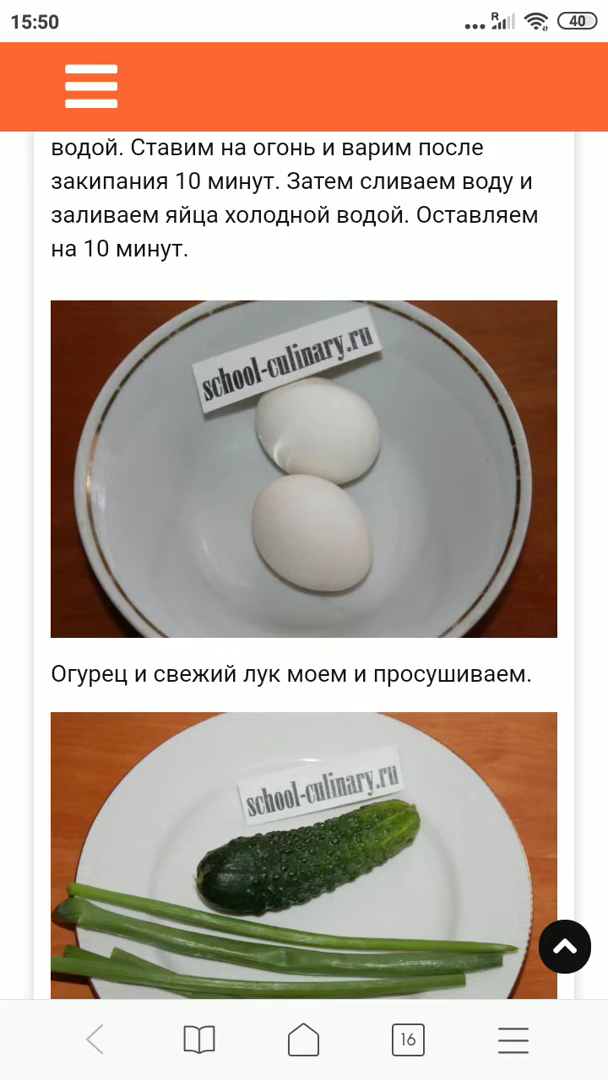 15:50
R
40
водой. Ставим на огонь и варим после
закипания 10 минут. Затем сливаем воду и
заливаем яйца холодной водой. Оставляем
на 10 минут.
school-culinary.ru
Огурец и свежий лук моем и просушиваем.
school-culinary.ru
16